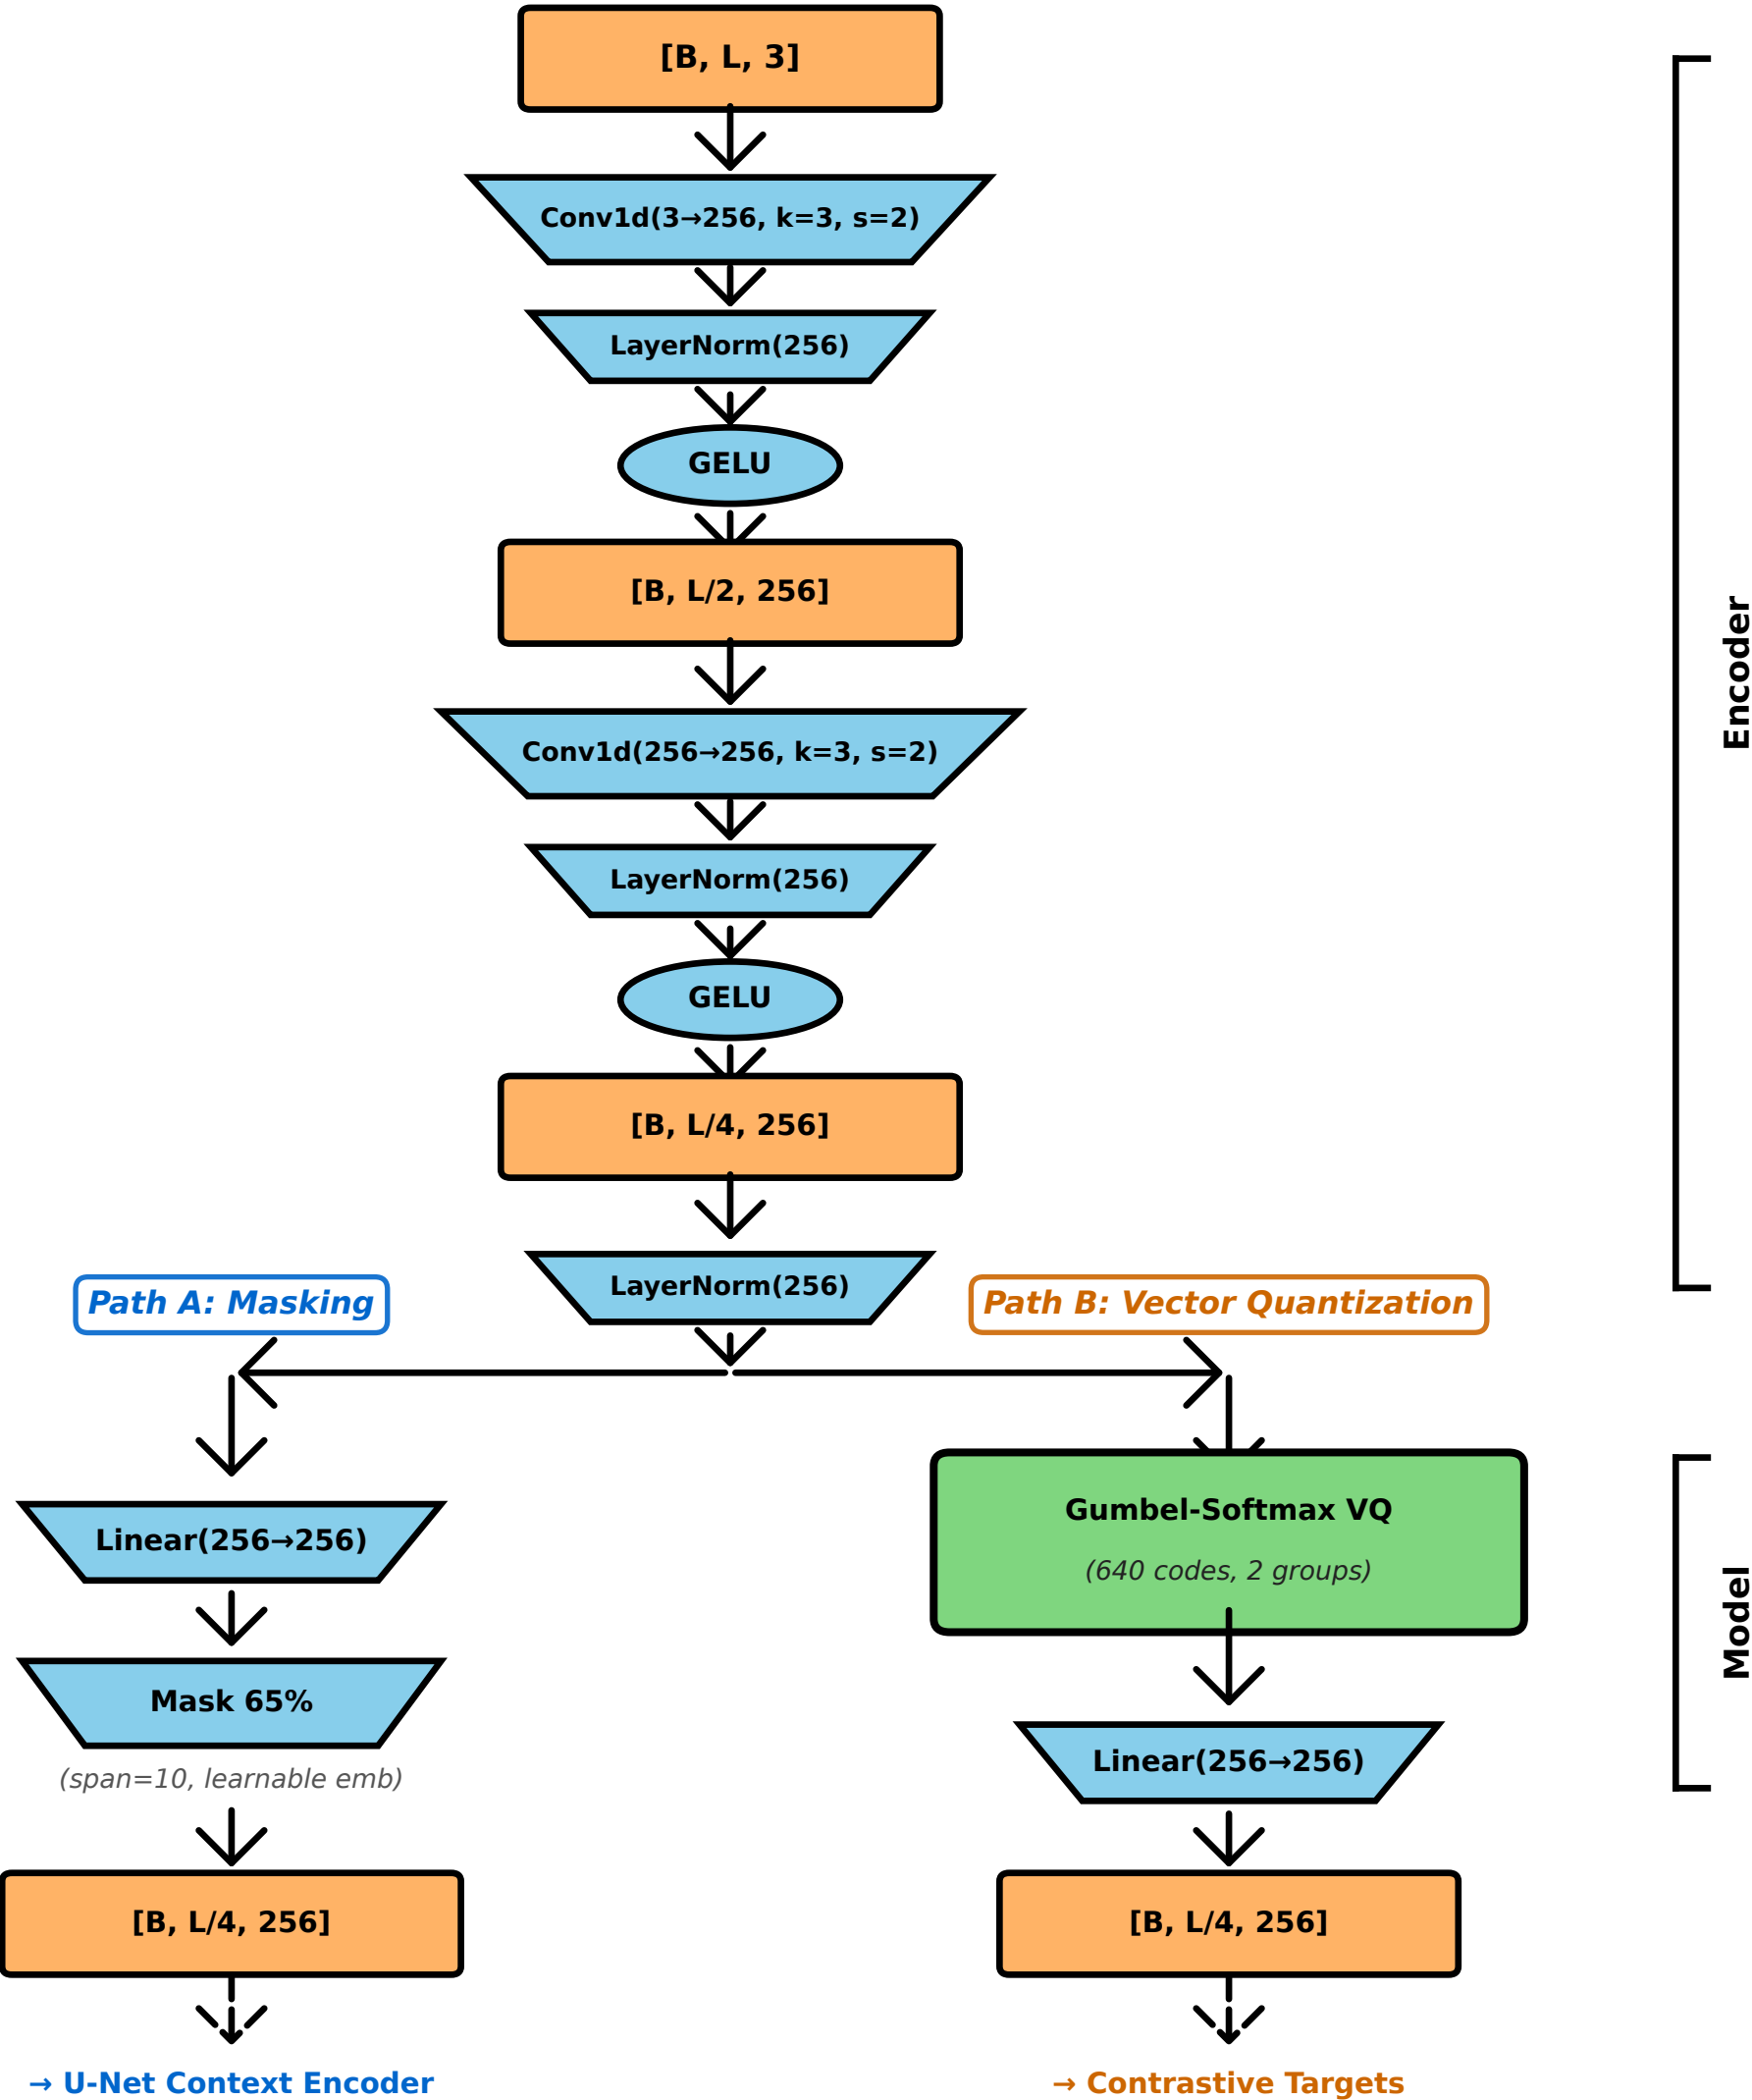 [B, L, 3]
Conv1d(3→256, k=3, s=2)
LayerNorm(256)
GELU
[B, L/2, 256]
Conv1d(256→256, k=3, s=2)
LayerNorm(256)
GELU
[B, L/4, 256]
LayerNorm(256)
Encoder
Path A: Masking
Path B: Vector Quantization
Linear(256→256)
Mask 65%
(span=10, learnable emb)
[B, L/4, 256]
→ U-Net Context Encoder
Gumbel-Softmax VQ
(640 codes, 2 groups)
Linear(256→256)
[B, L/4, 256]
→ Contrastive Targets
Model